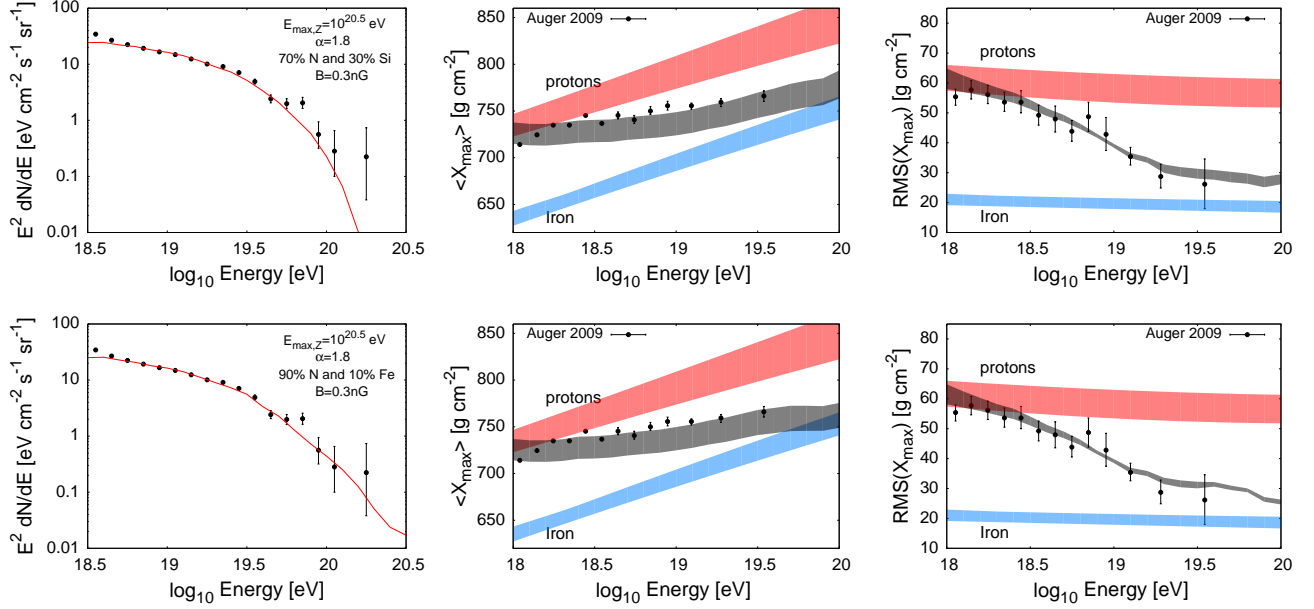 E² dN/dE [eV cm⁻² s⁻¹ sr⁻¹]
100
10
1
0.1
0.01
18.5 19 19.5 20 20.5
log₁₀ Energy [eV]
E_max,Z=10^20.5 eV
α=1.8
70% N and 30% Si
B=0.3nG
<X_max> [g cm⁻²]
850
800
750
700
650
18 18.5 19 19.5 20
log₁₀ Energy [eV]
Auger 2009
protons
Iron
RMS(X_max) [g cm⁻²]
80
70
60
50
40
30
20
10
18 18.5 19 19.5 20
log₁₀ Energy [eV]
Auger 2009
protons
Iron
E² dN/dE [eV cm⁻² s⁻¹ sr⁻¹]
100
10
1
0.1
0.01
18.5 19 19.5 20 20.5
log₁₀ Energy [eV]
E_max,Z=10^20.5 eV
α=1.8
90% N and 10% Fe
B=0.3nG
<X_max> [g cm⁻²]
850
800
750
700
650
18 18.5 19 19.5 20
log₁₀ Energy [eV]
Auger 2009
protons
Iron
RMS(X_max) [g cm⁻²]
80
70
60
50
40
30
20
10
18 18.5 19 19.5 20
log₁₀ Energy [eV]
Auger 2009
protons
Iron